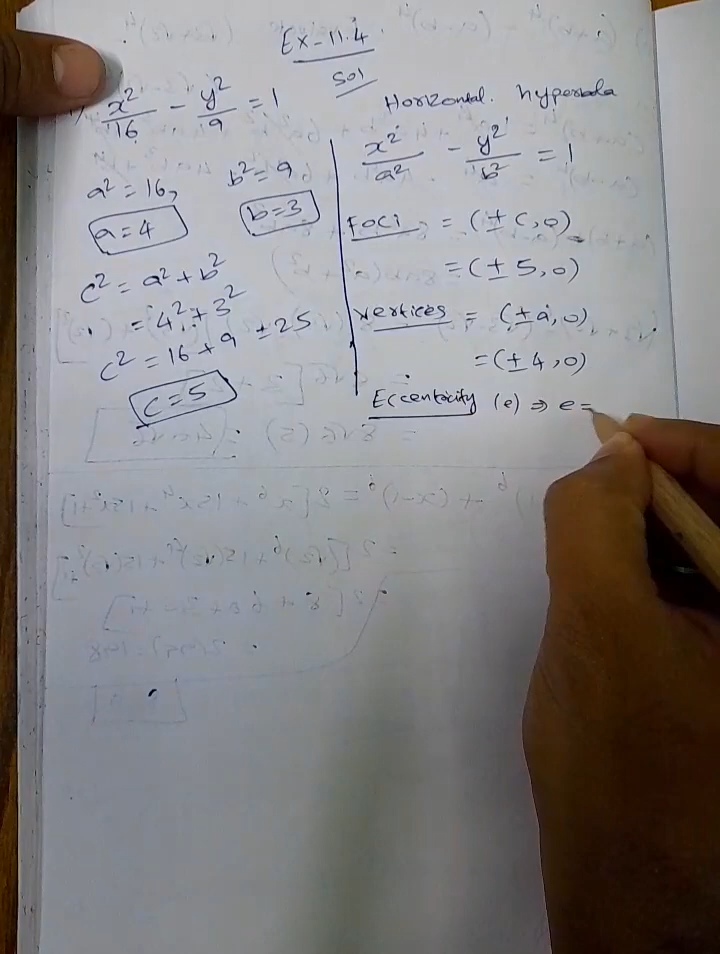 Ex-11.4
Sol
x²/16 - y²/9 = 1
a² = 16, b² = 9
a = 4 b = 3
c² = a² + b²
= 4² + 3²
c² = 16 + 9 = 25
c = 5
Horizontal. hyperbola
x²/a² - y²/b² = 1
Foci = (± c, 0)
= (± 5, 0)
vertices = (± a, 0)
= (± 4, 0)
Eccentricity (e) ⇒ e =